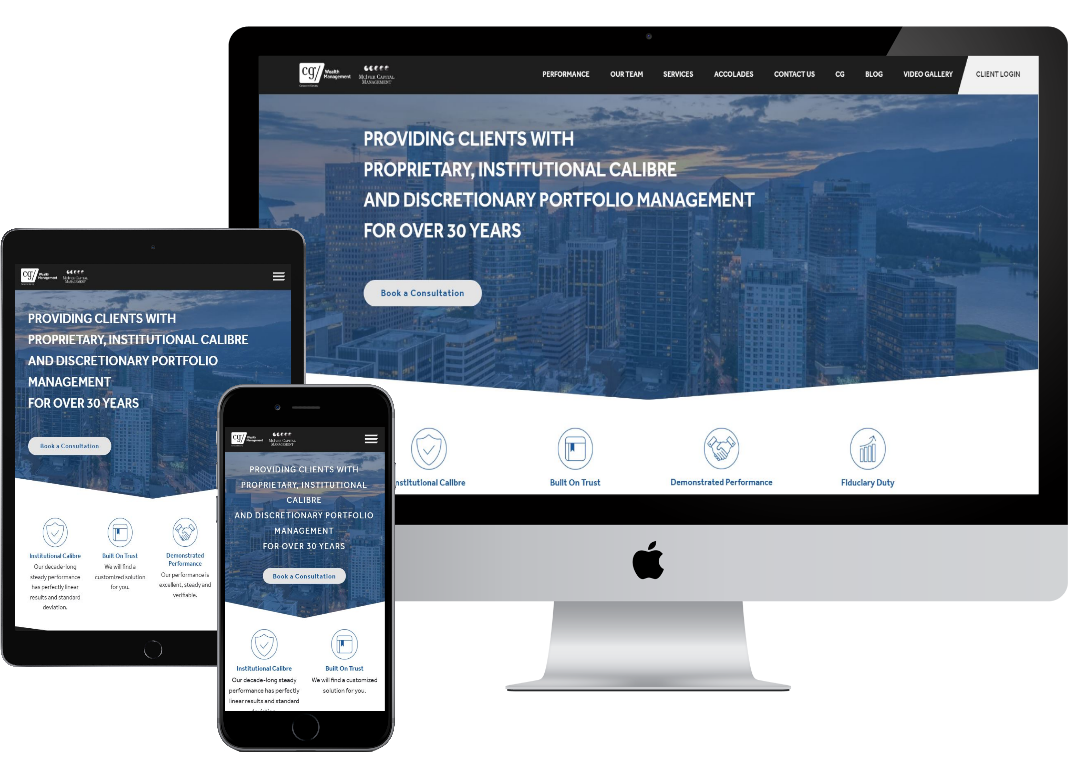 cg/ Wealth Management
McIver Capital Management
PERFORMANCE OUR TEAM SERVICES ACCOLADES CONTACT US CG BLOG VIDEO GALLERY CLIENT LOGIN
PROVIDING CLIENTS WITH
PROPRIETARY, INSTITUTIONAL CALIBRE
AND DISCRETIONARY PORTFOLIO MANAGEMENT
FOR OVER 30 YEARS
Book a Consultation
nstitutional Calibre Built On Trust Demonstrated Performance Fiduciary Duty
cg/ Wealth Management
McIver Capital Management
PROVIDING CLIENTS WITH
PROPRIETARY, INSTITUTIONAL CALIBRE
AND DISCRETIONARY PORTFOLIO
MANAGEMENT
FOR OVER 30 YEARS
Book a Consultation
Institutional Calibre
Our decade-long
steady performance
has perfectly linear
results and standard
deviation.
Built On Trust
We will find a
customized solution
for you.
Demonstrated
Performance
Our performance is
excellent, steady and
veritable.
cg/ Wealth Management
McIver Capital Management
PROVIDING CLIENTS WITH
PROPRIETARY, INSTITUTIONAL
CALIBRE
AND DISCRETIONARY PORTFOLIO
MANAGEMENT
FOR OVER 30 YEARS
Book a Consultation
Institutional Calibre
Our decade-long steady
performance has perfectly
linear results and standard
Built On Trust
We will find a customized
solution for you.